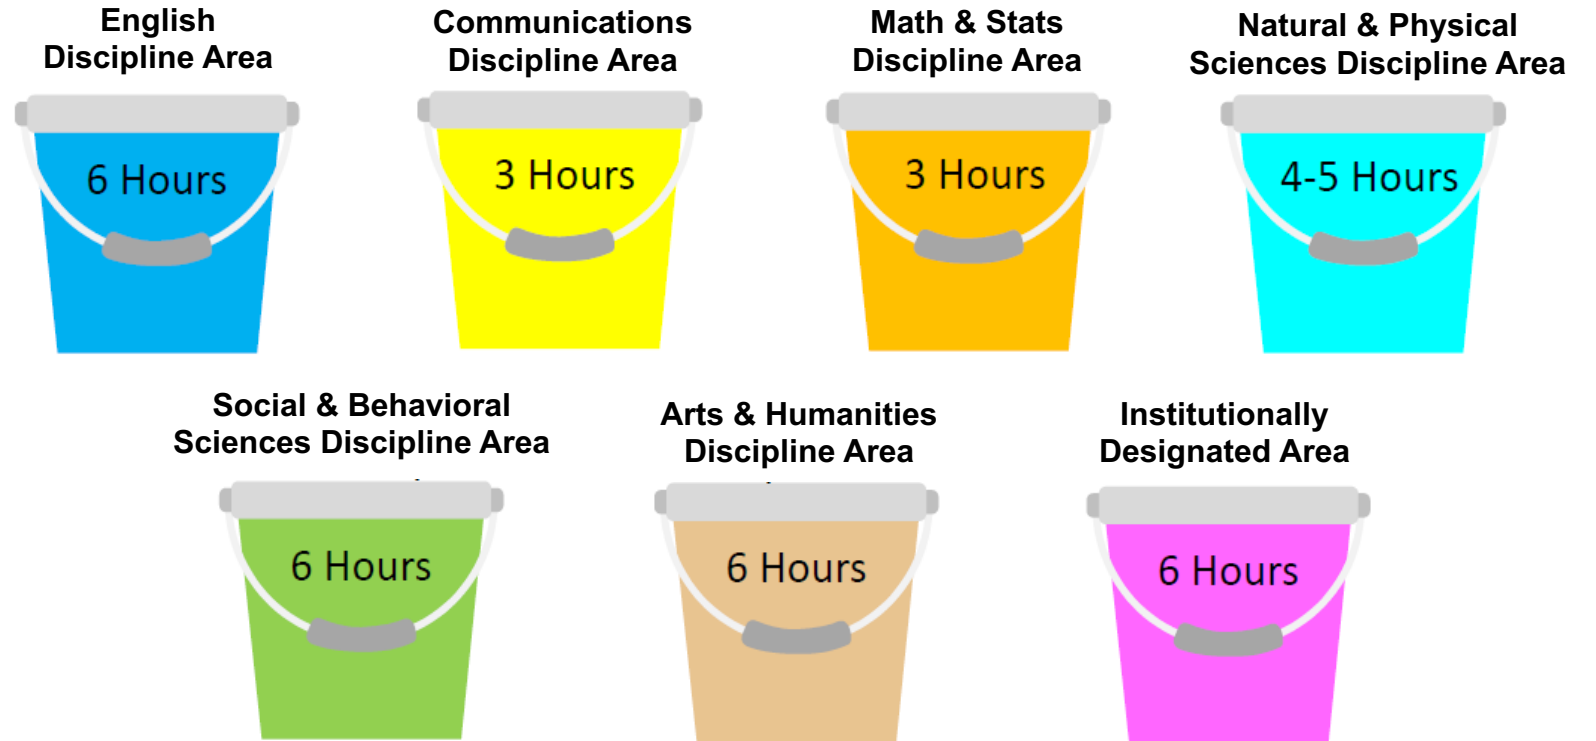 English
Discipline Area
6 Hours
Communications
Discipline Area
3 Hours
Math & Stats
Discipline Area
3 Hours
Natural & Physical
Sciences Discipline Area
4-5 Hours
Social & Behavioral
Sciences Discipline Area
6 Hours
Arts & Humanities
Discipline Area
6 Hours
Institutionally
Designated Area
6 Hours